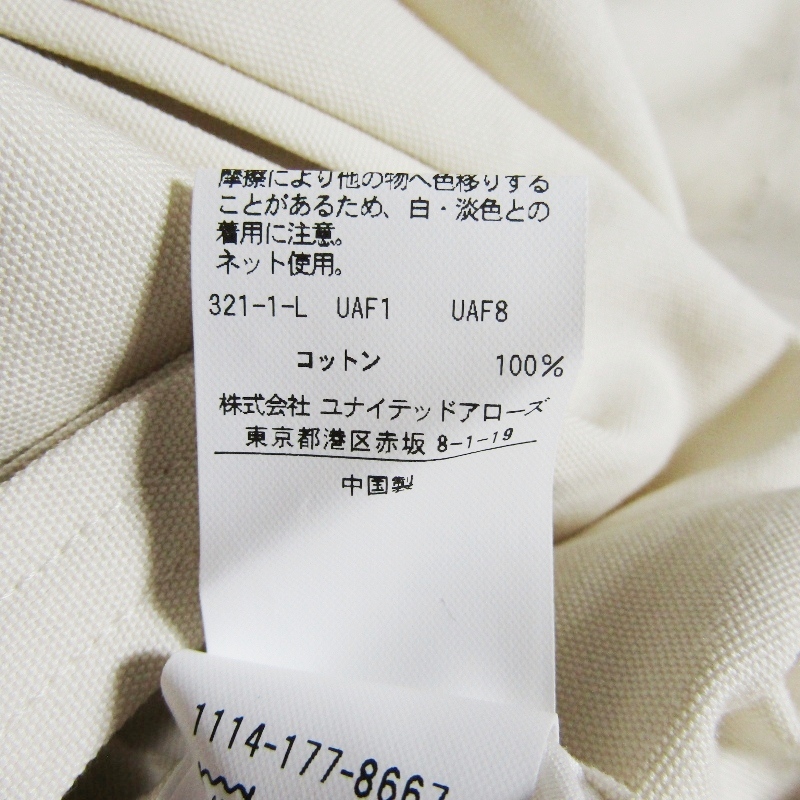 摩擦により他の物へ色移りする
ことがあるため、白・淡色との
着用に注意。
ネット使用。
321-1-L UAF1 UAF8
コットン 100%
株式会社 ユナイテッドアローズ
東京都港区赤坂 8-1-19
中国製
1114-177-8667